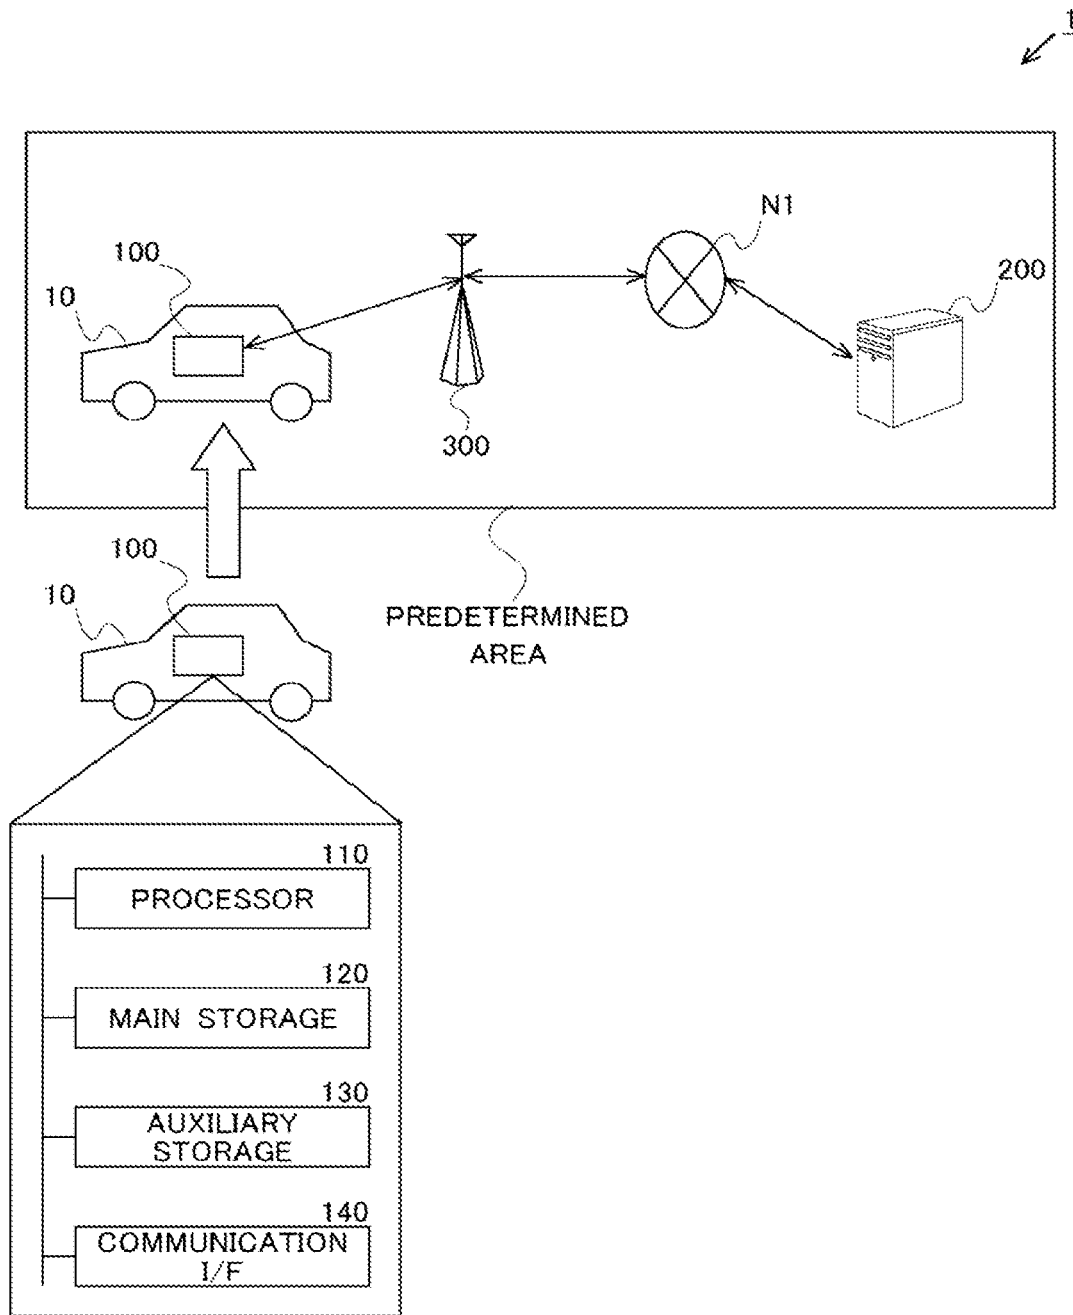 1
N1
100
200
10
300
100
10
PREDETERMINED
AREA
110
PROCESSOR
120
MAIN STORAGE
130
AUXILIARY
STORAGE
140
COMMUNICATION
I/F